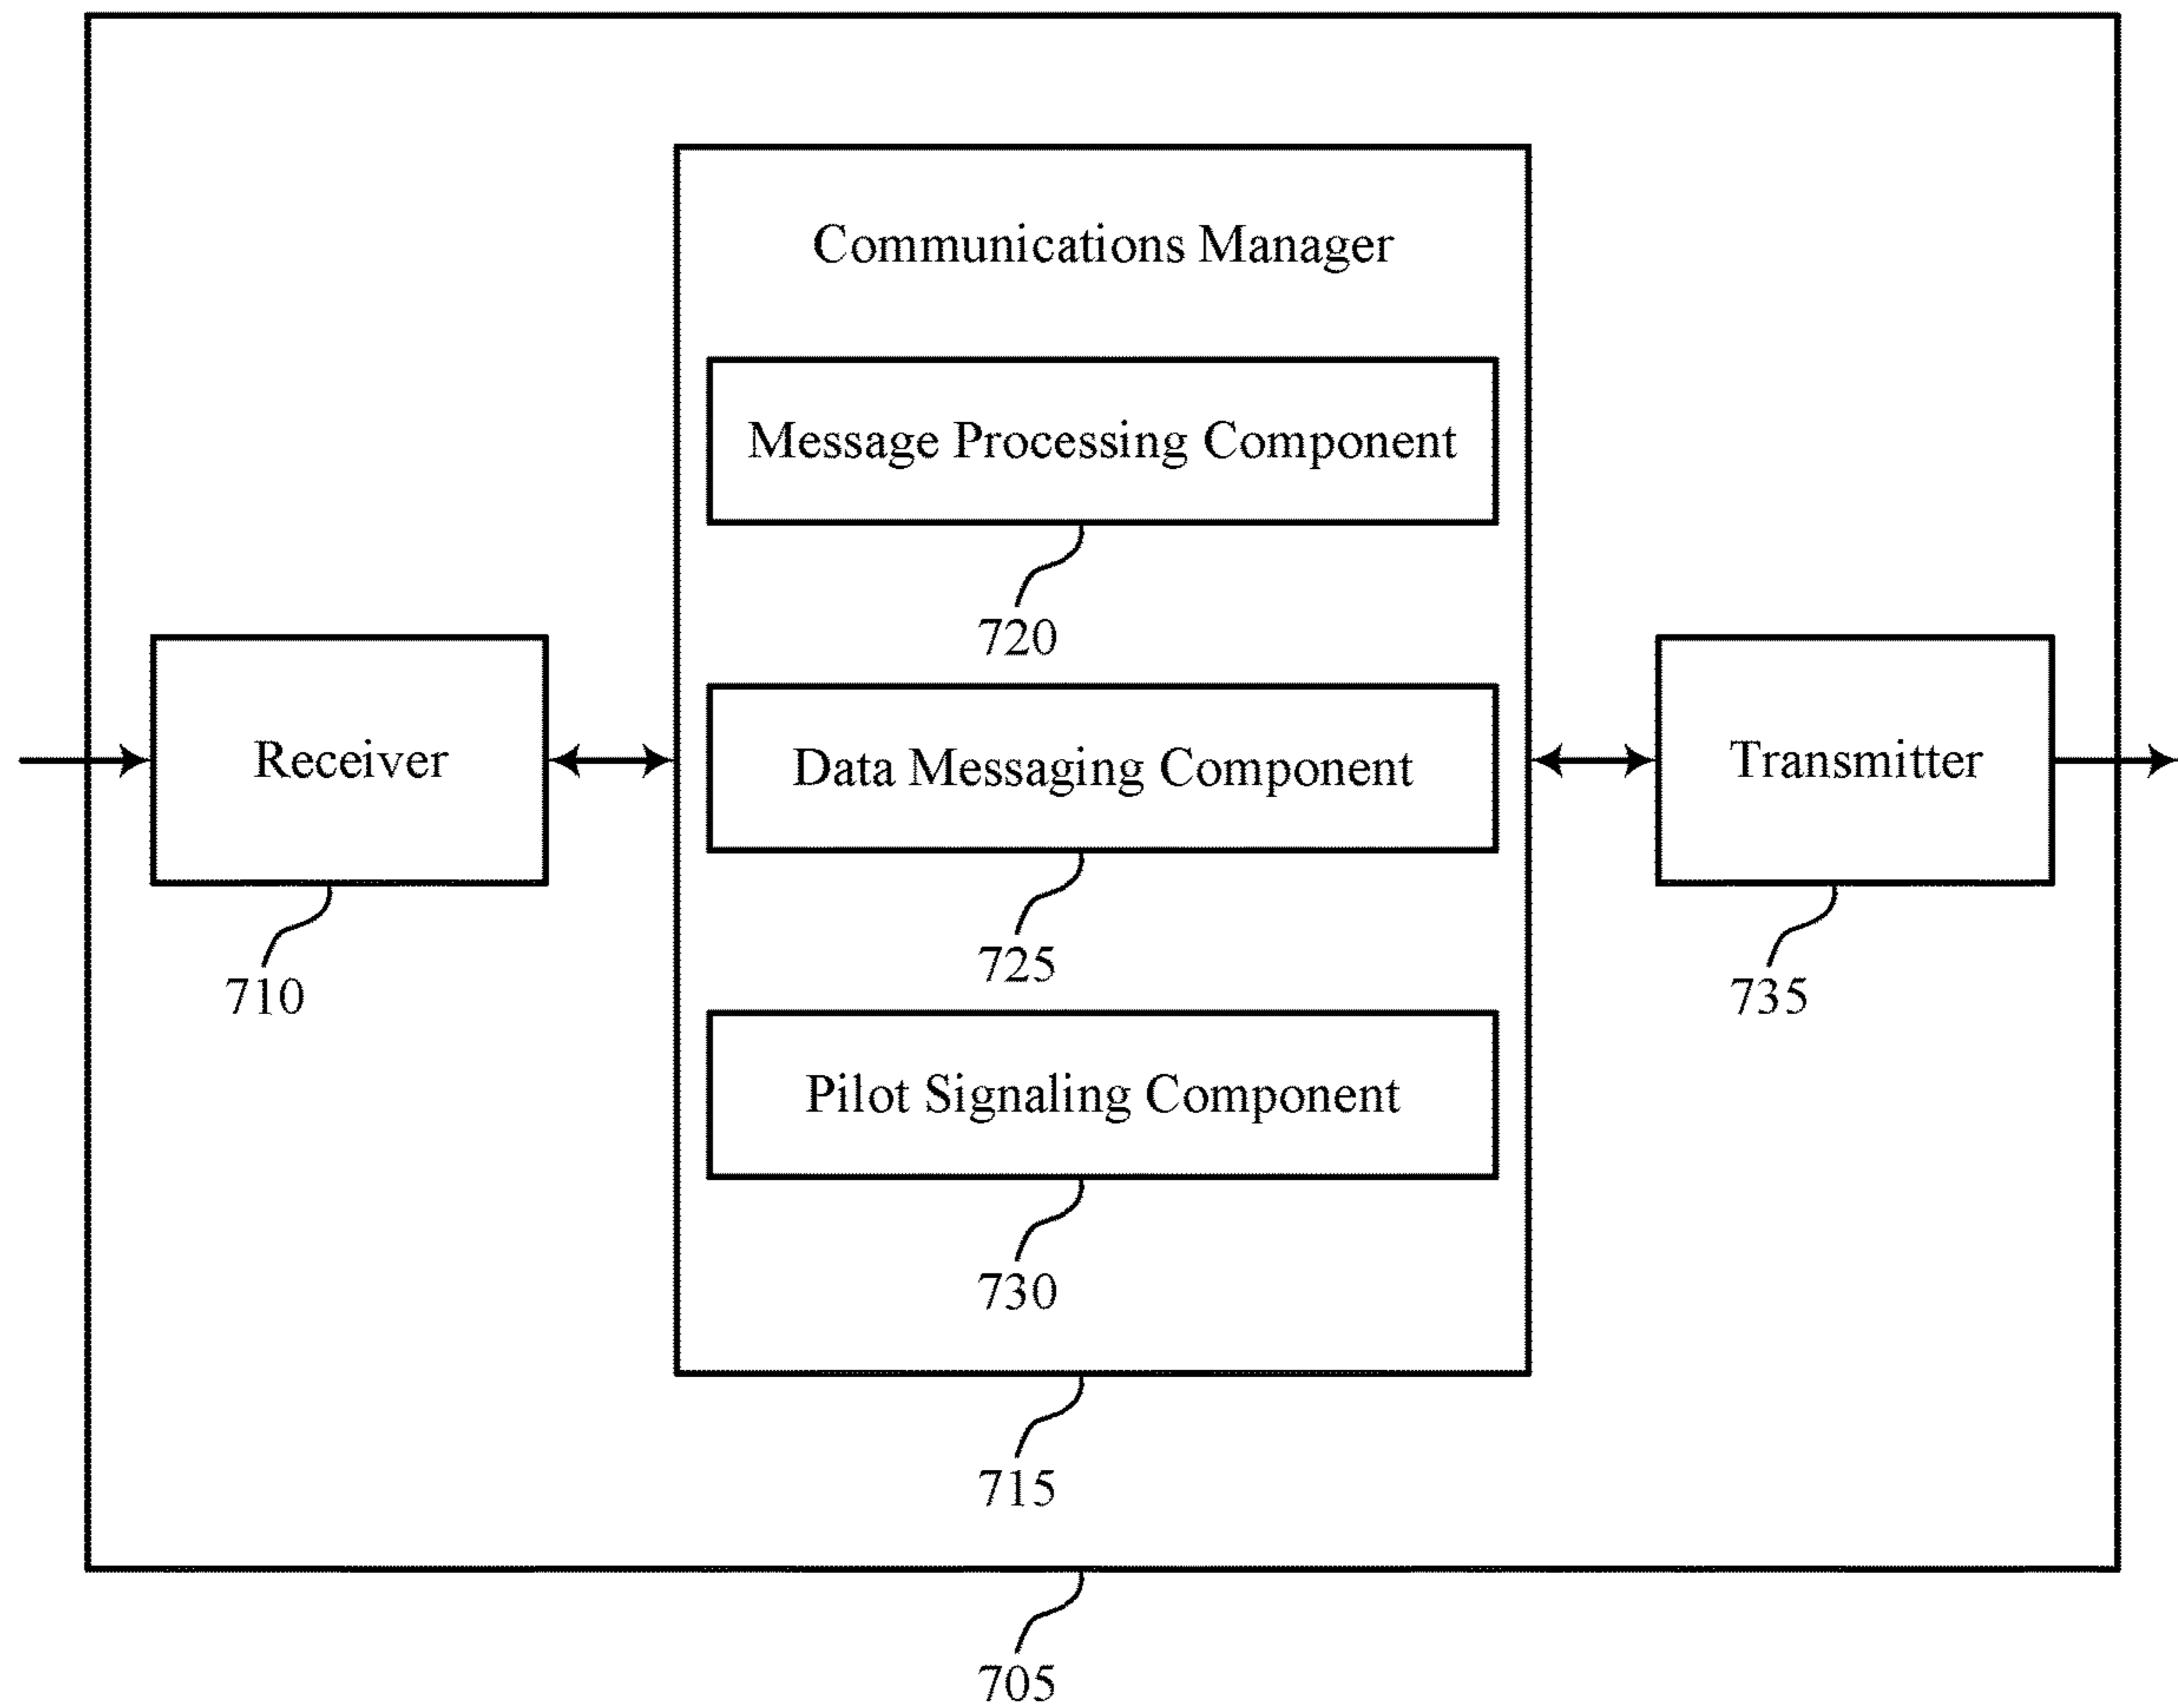 Communications Manager
Message Processing Component
720
Receiver
Data Messaging Component
Transmitter
710
725
735
Pilot Signaling Component
730
715
705